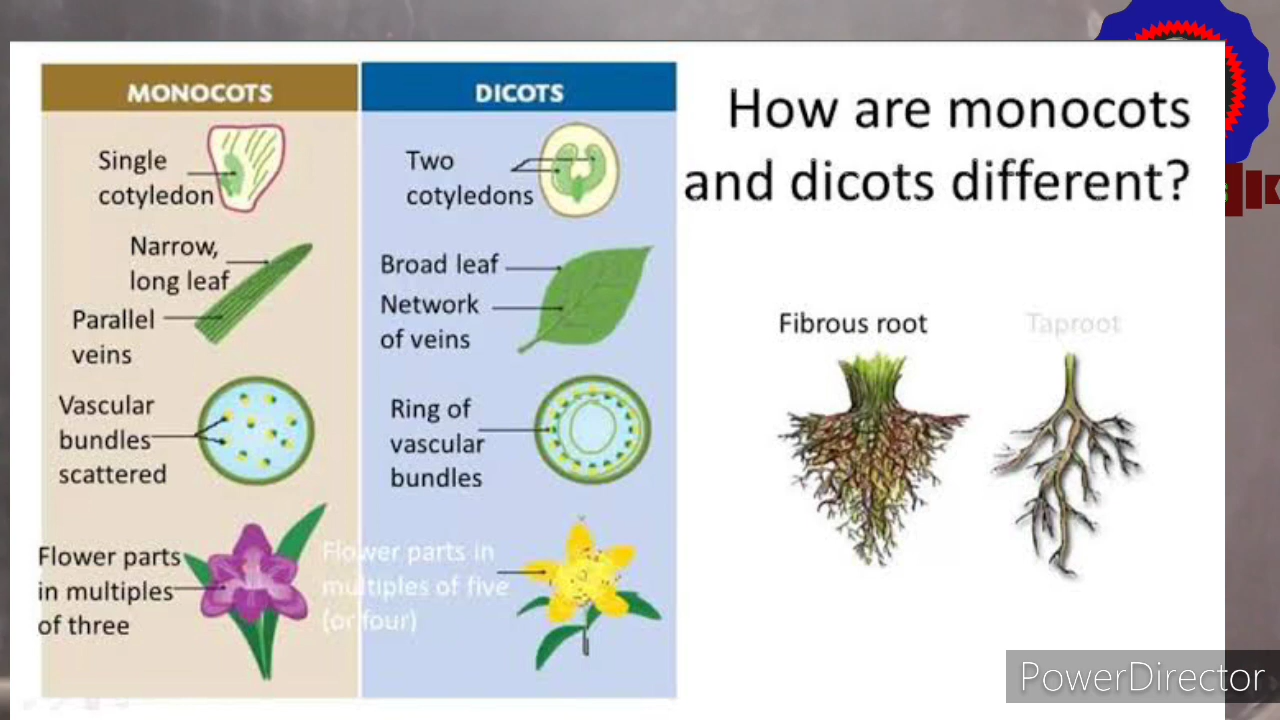 MONOCOTS
Single
cotyledon
Narrow,
long leaf
Parallel
veins
Vascular
bundles
scattered
Flower parts
in multiples
of three
DICOTS
Two
cotyledons
Broad leaf
Network
of veins
Ring of
vascular
bundles
Flower parts in
multiples of five
(or four)
How are monocots
and dicots different?
Fibrous root
Taproot
PowerDirector